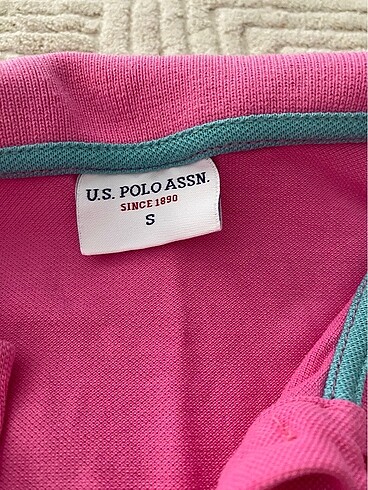 U.S. POLO ASSN.
SINCE 1890
S